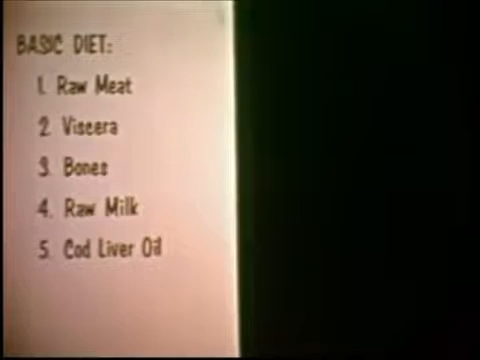 BASIC DIET:
1. Raw Meat
2. Viscera
3. Bones
4. Raw Milk
5. Cod Liver Oil